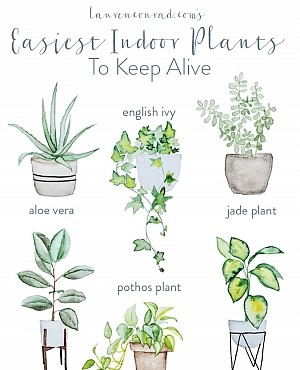 laurenconrad.com's
Easiest Indoor Plants
To Keep Alive
english ivy
aloe vera
jade plant
pothos plant